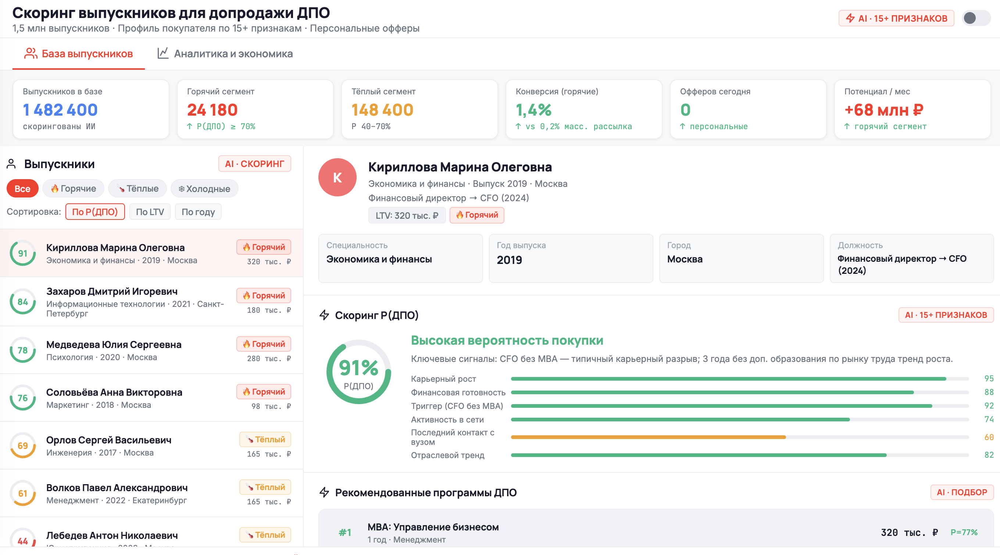 Скоринг выпускников для допродажи ДПО
1,5 млн выпускников · Профиль покупателя по 15+ признакам · Персональные офферы
AI · 15+ ПРИЗНАКОВ
База выпускников
Аналитика и экономика
Выпускников в базе
1 482 400
скорингованы ИИ
Горячий сегмент
24 180
↑ P(ДПО) ≥ 70%
Тёплый сегмент
148 400
P 40–70%
Конверсия (горячие)
1,4%
↑ vs 0,2% масс. рассылка
Офферов сегодня
0
↑ персональные
Потенциал / мес
+68 млн ₽
↑ горячий сегмент
Выпускники
AI · СКОРИНГ
Все
🔥 Горячие
🌡 Тёплые
❄ Холодные
Сортировка:
По P(ДПО)
По LTV
По году
91
Кириллова Марина Олеговна
Экономика и финансы · 2019 · Москва
🔥 Горячий
320 тыс. ₽
84
Захаров Дмитрий Игоревич
Информационные технологии · 2021 · Санкт-
Петербург
🔥 Горячий
180 тыс. ₽
78
Медведева Юлия Сергеевна
Психология · 2020 · Москва
🔥 Горячий
280 тыс. ₽
76
Соловьёва Анна Викторовна
Маркетинг · 2018 · Москва
🔥 Горячий
98 тыс. ₽
69
Орлов Сергей Васильевич
Инженерия · 2017 · Москва
🌡 Тёплый
165 тыс. ₽
61
Волков Павел Александрович
Менеджмент · 2022 · Екатеринбург
🌡 Тёплый
165 тыс. ₽
44
Лебедев Антон Николаевич
🌡 Тёплый
К
Кириллова Марина Олеговна
Экономика и финансы · Выпуск 2019 · Москва
Финансовый директор → CFO (2024)
LTV: 320 тыс. ₽
🔥 Горячий
Специальность
Экономика и финансы
Год выпуска
2019
Город
Москва
Должность
Финансовый директор → CFO
(2024)
Скоринг P(ДПО)
AI · 15+ ПРИЗНАКОВ
91%
P(ДПО)
Высокая вероятность покупки
Ключевые сигналы: CFO без MBA — типичный карьерный разрыв; 3 года без доп. образования по рынку труда тренд роста.
Карьерный рост
95
Финансовая готовность
88
Триггер (CFO без MBA)
92
Активность в сети
74
Последний контакт с
вузом
60
Отраслевой тренд
82
Рекомендованные программы ДПО
AI · ПОДБОР
#1
MBA: Управление бизнесом
1 год · Менеджмент
320 тыс. ₽
P=77%